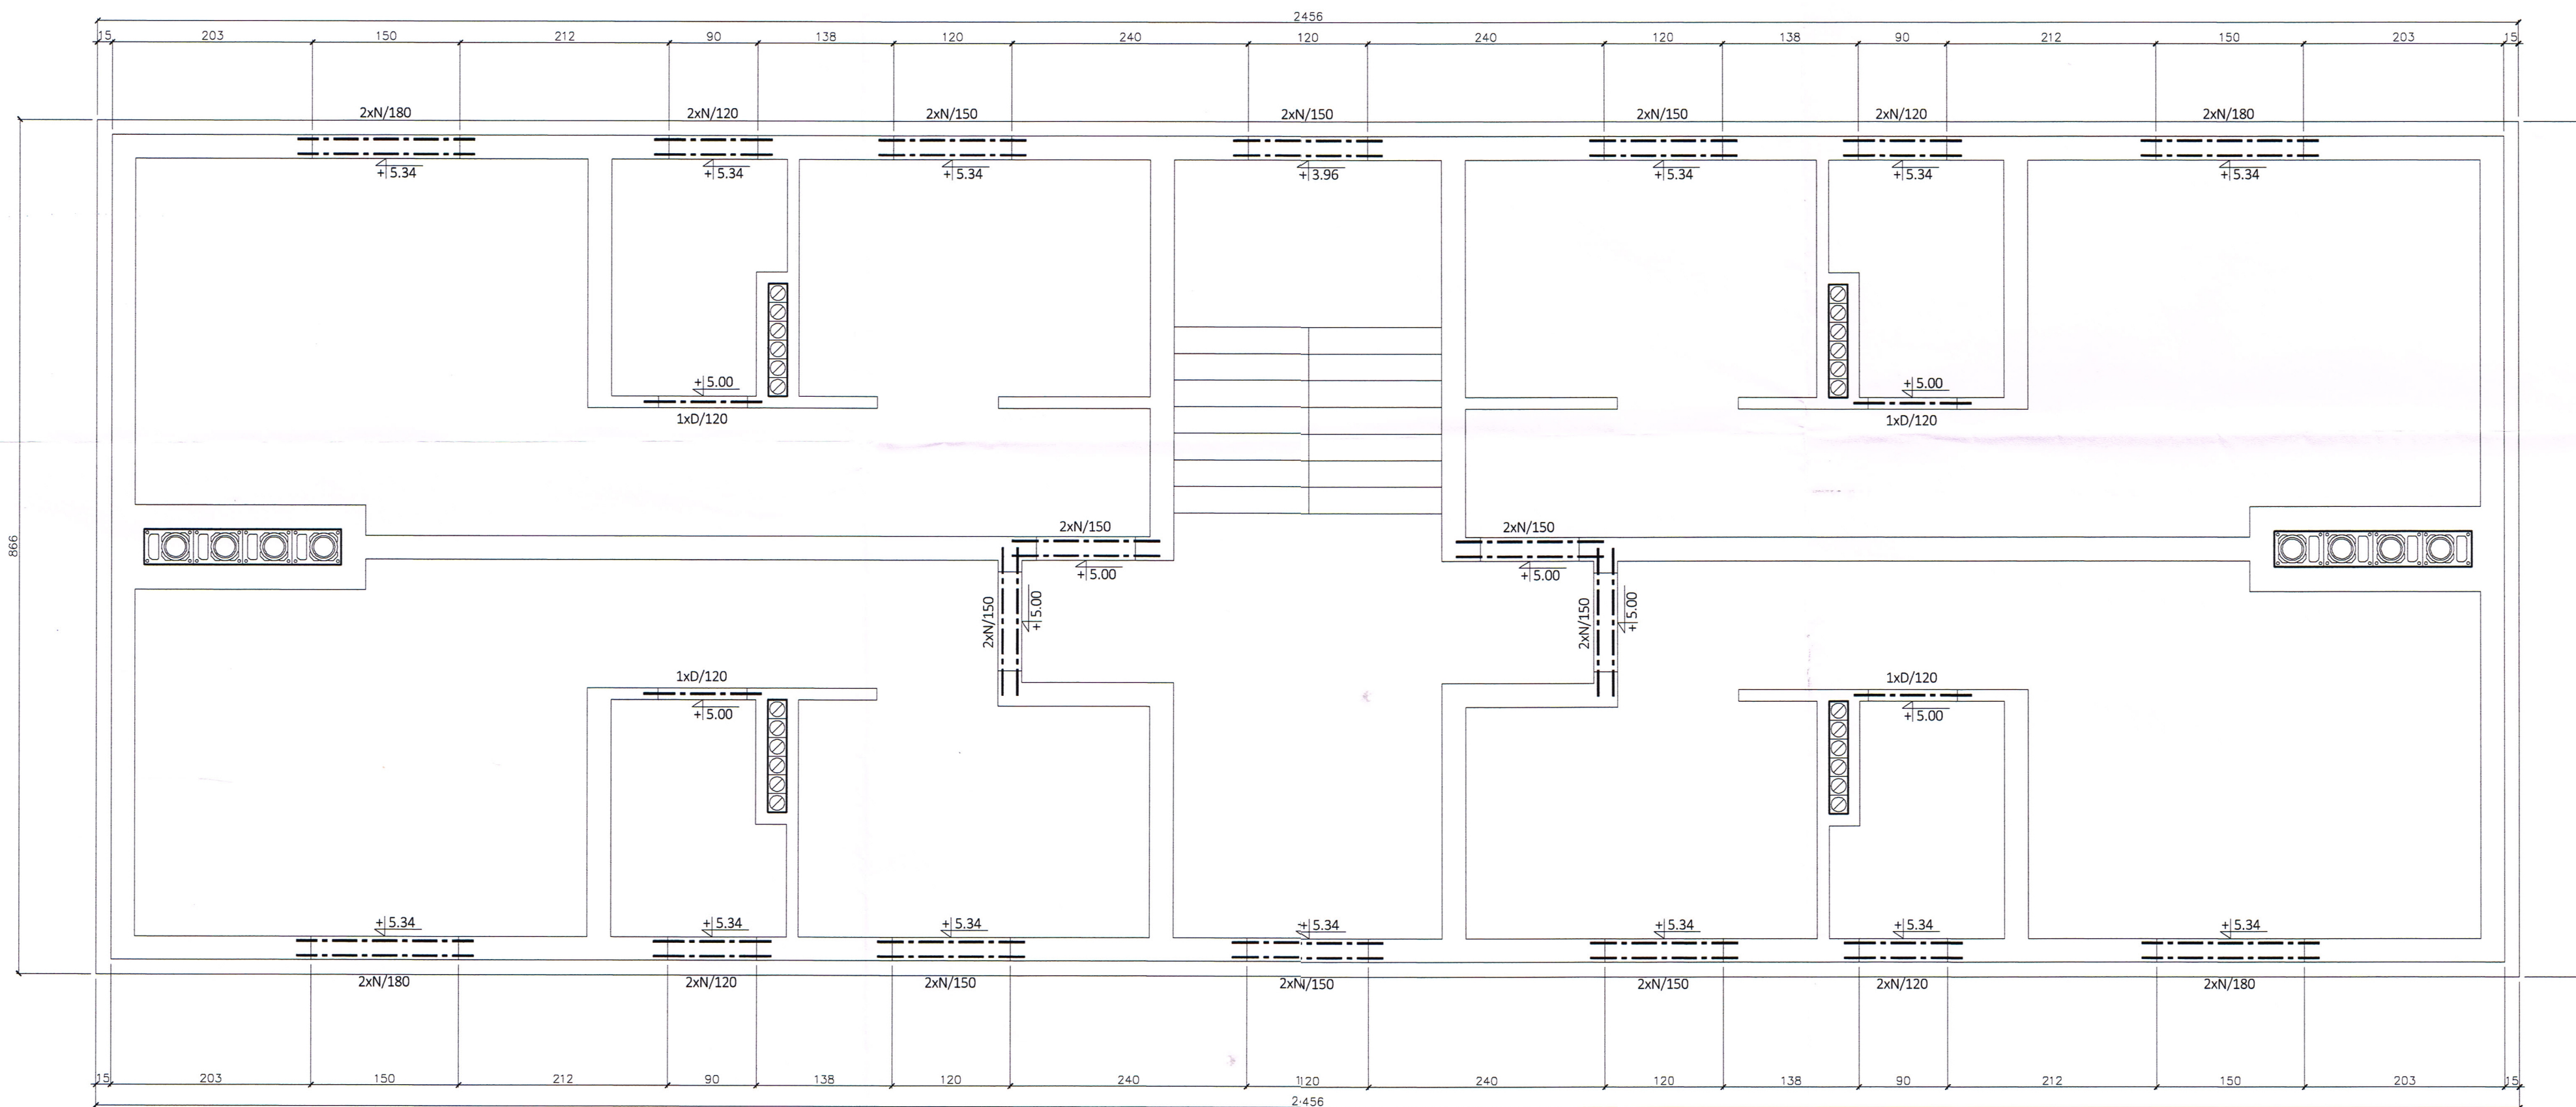 2456
15 203 150 212 90 138 120 240 120 240 120 138 90 212 150 203 15
2xN/180 2xN/120 2xN/150 2xN/150 2xN/150 2xN/120 2xN/180
+5.34 +5.34 +5.34 +3.96 +5.34 +5.34 +5.34
+5.00 +5.00
1xD/120 1xD/120
2xN/150 2xN/150
866
+5.00 +5.00
2xN/150 +5.00 2xN/150 +5.00
1xD/120 1xD/120
+5.00 +5.00
+5.34 +5.34 +5.34 +5.34 +5.34 +5.34 +5.34
2xN/180 2xN/120 2xN/150 2xN/150 2xN/150 2xN/120 2xN/180
15 203 150 212 90 138 120 240 120 240 120 138 90 212 150 203 15
2456